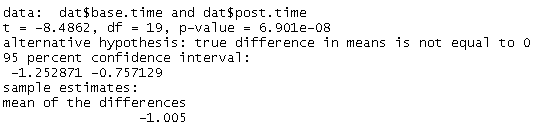 data:  dat$base.time and dat$post.time
t = -8.4862, df = 19, p-value = 6.901e-08
alternative hypothesis: true difference in means is not equal to 0
95 percent confidence interval:
 -1.252871 -0.757129
sample estimates:
mean of the differences
                 -1.005